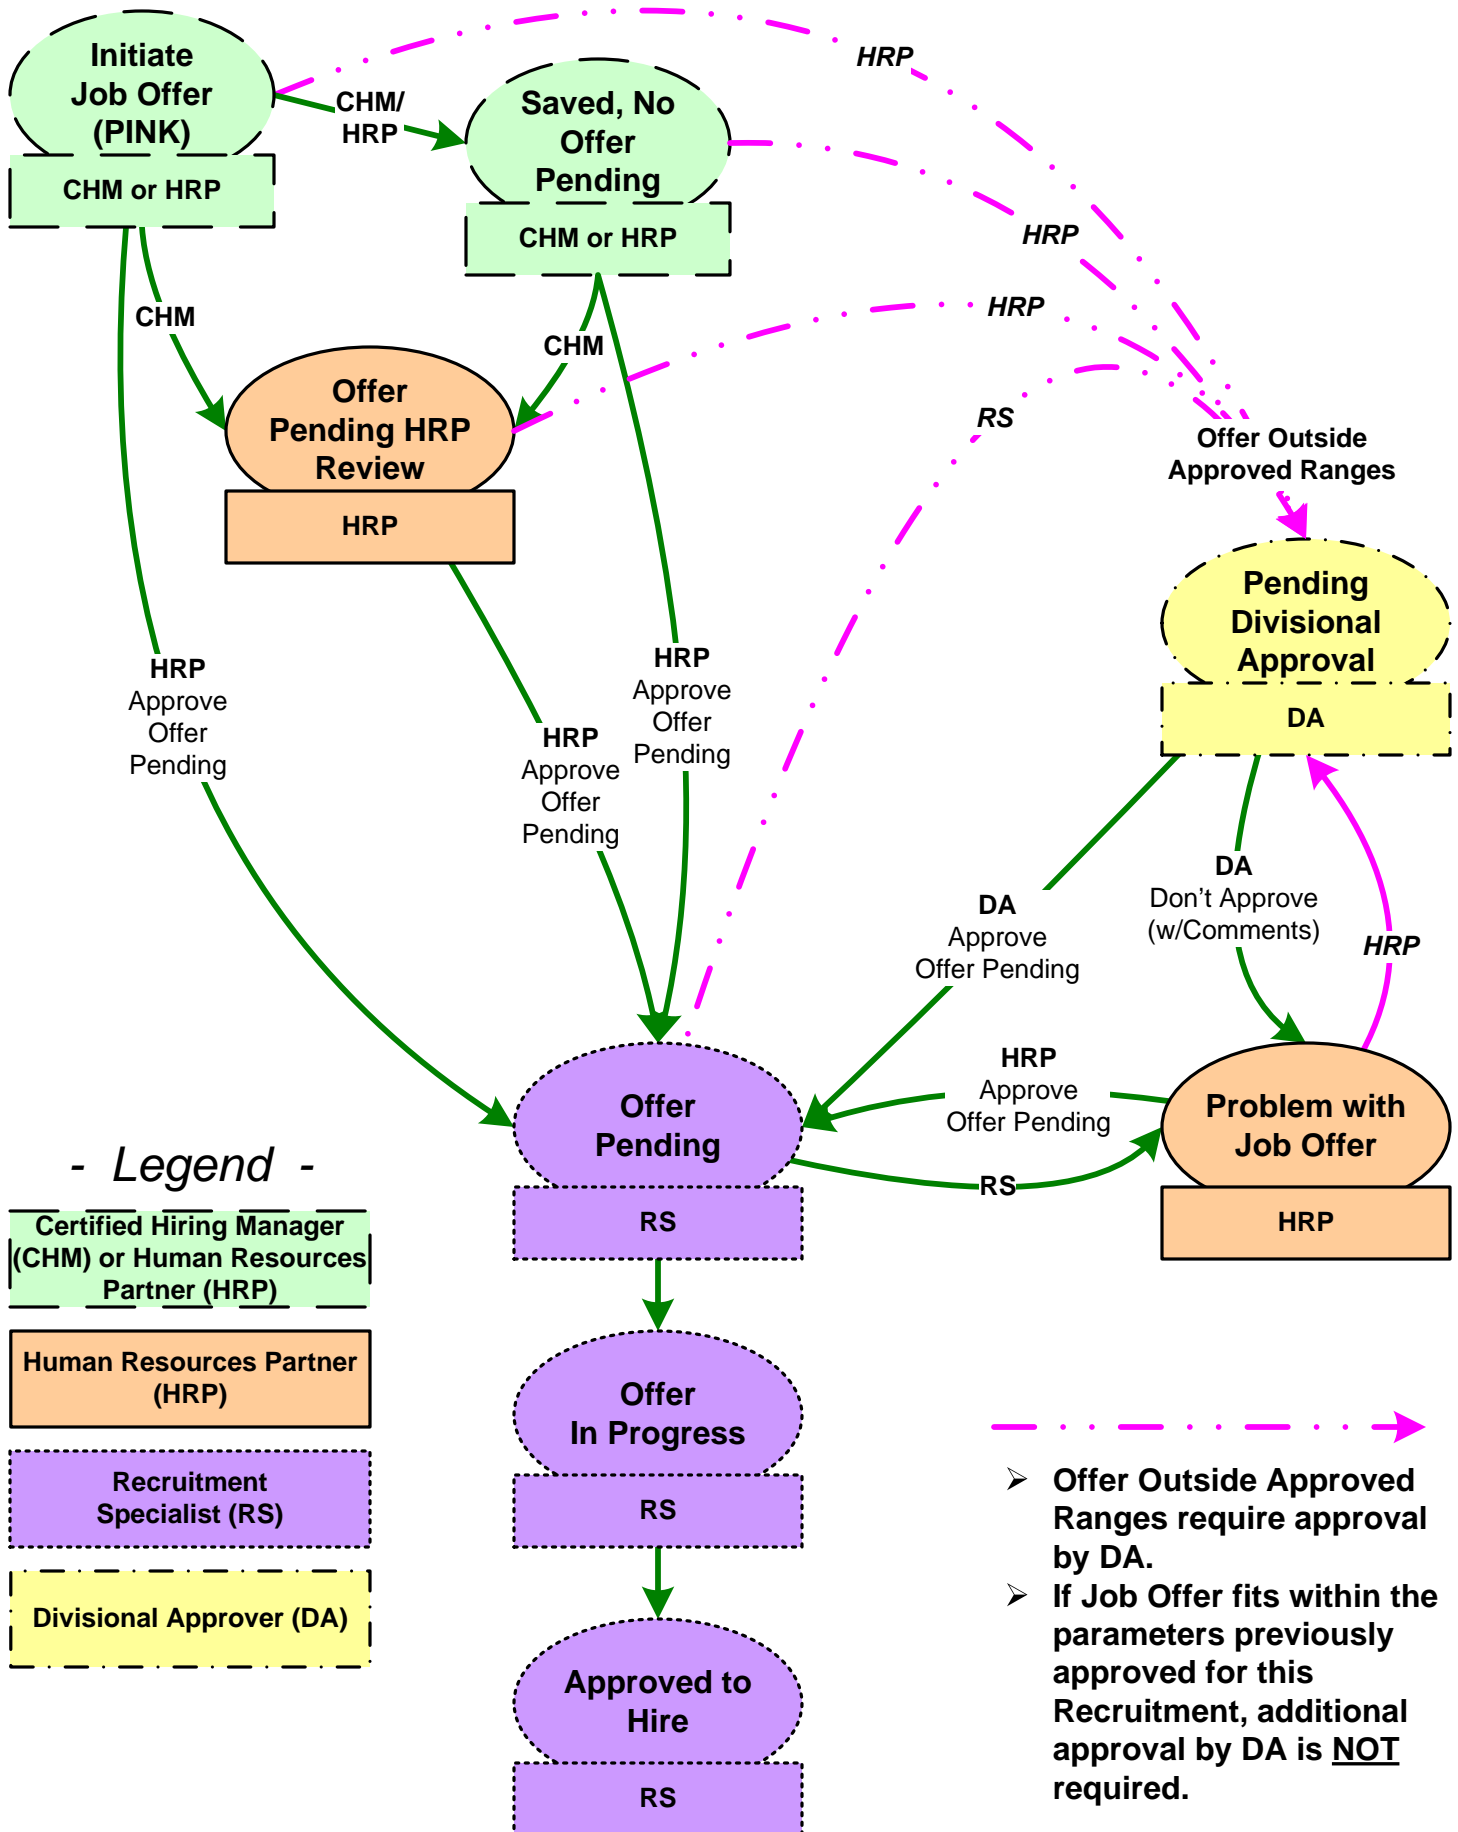 Initiate
Job Offer
(PINK)
CHM or HRP
CHM/
HRP
Saved, No
Offer
Pending
CHM or HRP
HRP
HRP
HRP
RS
CHM
CHM
Offer
Pending HRP
Review
HRP
Offer Outside
Approved Ranges
Pending
Divisional
Approval
DA
HRP
Approve
Offer
Pending
HRP
Approve
Offer
Pending
HRP
Approve
Offer
Pending
DA
Approve
Offer Pending
DA
Don't Approve
(w/Comments)
HRP
HRP
Approve
Offer Pending
RS
Offer
Pending
RS
Problem with
Job Offer
HRP
Offer
In Progress
RS
Approved to
Hire
RS
- Legend -
Certified Hiring Manager
(CHM) or Human Resources
Partner (HRP)
Human Resources Partner
(HRP)
Recruitment
Specialist (RS)
Divisional Approver (DA)
➢ Offer Outside Approved
Ranges require approval
by DA.
➢ If Job Offer fits within the
parameters previously
approved for this
Recruitment, additional
approval by DA is NOT
required.